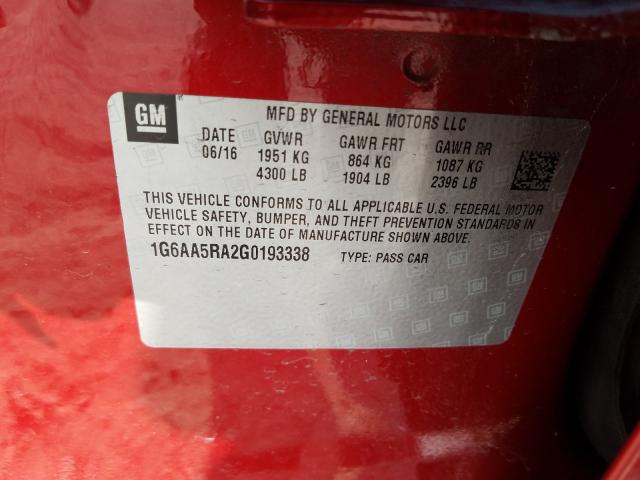 GM
MFD BY GENERAL MOTORS LLC
DATE GVWR GAWR FRT GAWR RR
06/16 1951 KG 864 KG 1087 KG
4300 LB 1904 LB 2396 LB
THIS VEHICLE CONFORMS TO ALL APPLICABLE U.S. FEDERAL MOTOR
VEHICLE SAFETY, BUMPER, AND THEFT PREVENTION STANDARDS IN
EFFECT ON THE DATE OF MANUFACTURE SHOWN ABOVE.
1G6AA5RA2G0193338 TYPE: PASS CAR